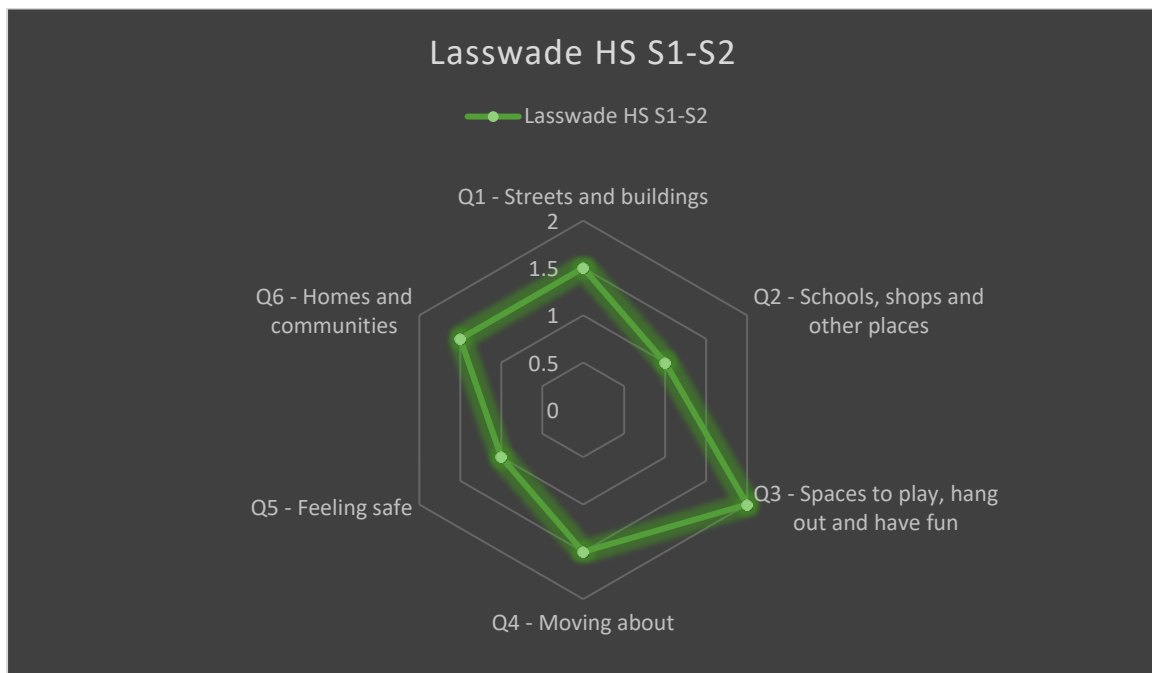 Lasswade HS S1-S2
Lasswade HS S1-S2
Q1 - Streets and buildings
2
1.5
1
0.5
0
Q2 - Schools, shops and
other places
Q3 - Spaces to play, hang
out and have fun
Q4 - Moving about
Q5 - Feeling safe
Q6 - Homes and
communities